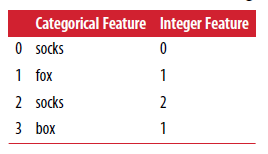 Categorical Feature Integer Feature
0 socks 0
1 fox 1
2 socks 2
3 box 1